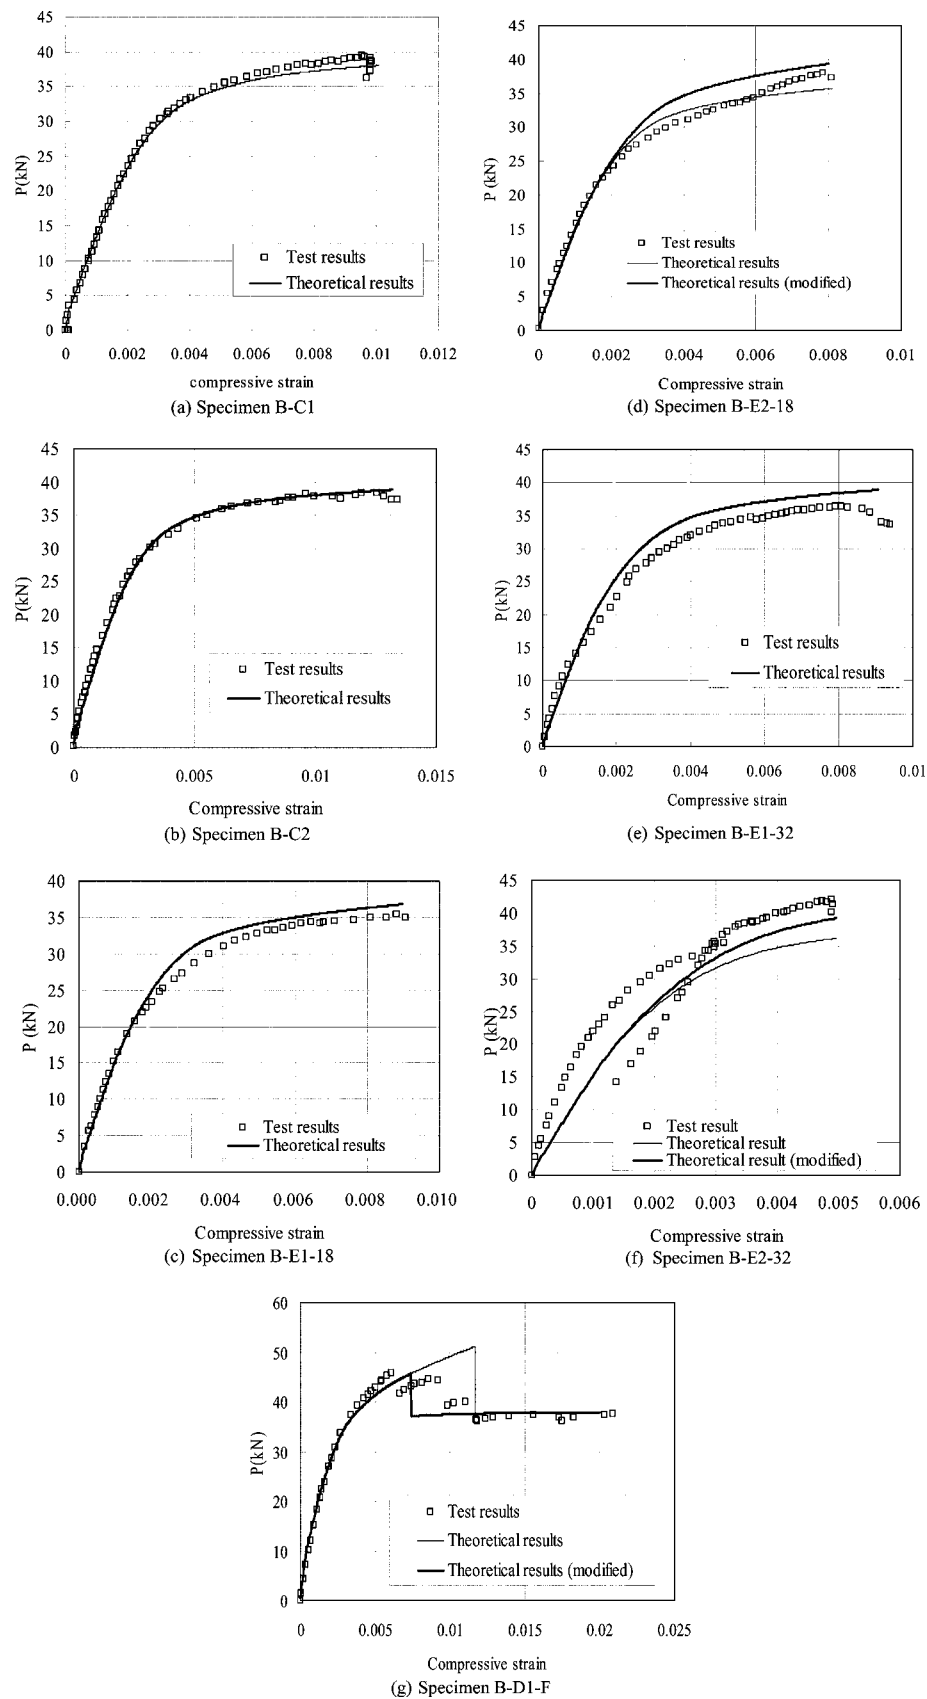 45
40
35
30
25
20
15
10
5
0
P(kN)
Test results
Theoretical results
0
0.002
0.004
0.006
0.008
0.01
0.012
compressive strain
(a) Specimen B-C1
45
40
35
30
25
20
15
10
5
0
P (kN)
Test results
Theoretical results
Theoretical results (modified)
0
0.002
0.004
0.006
0.008
0.01
Compressive strain
(d) Specimen B-E2-18
45
40
35
30
25
20
15
10
5
0
P(kN)
Test results
Theoretical results
0
0.005
0.010
0.015
Compressive strain
(b) Specimen B-C2
45
40
35
30
25
20
15
10
5
0
P (kN)
Test results
Theoretical results
0
0.002
0.004
0.006
0.008
0.01
Compressive strain
(e) Specimen B-E1-32
40
35
30
25
20
15
10
5
0
P (kN)
Test results
Theoretical results
0.000
0.002
0.004
0.006
0.008
0.010
Compressive strain
(c) Specimen B-E1-18
45
40
35
30
25
20
15
10
5
0
P (kN)
Test result
Theoretical result
Theoretical result (modified)
0
0.001
0.002
0.003
0.004
0.005
0.006
Compressive strain
(f) Specimen B-E2-32
60
50
40
30
20
10
0
P(kN)
Test results
Theoretical results
Theoretical results (modified)
0
0.005
0.01
0.015
0.02
0.025
Compressive strain
(g) Specimen B-D1-F